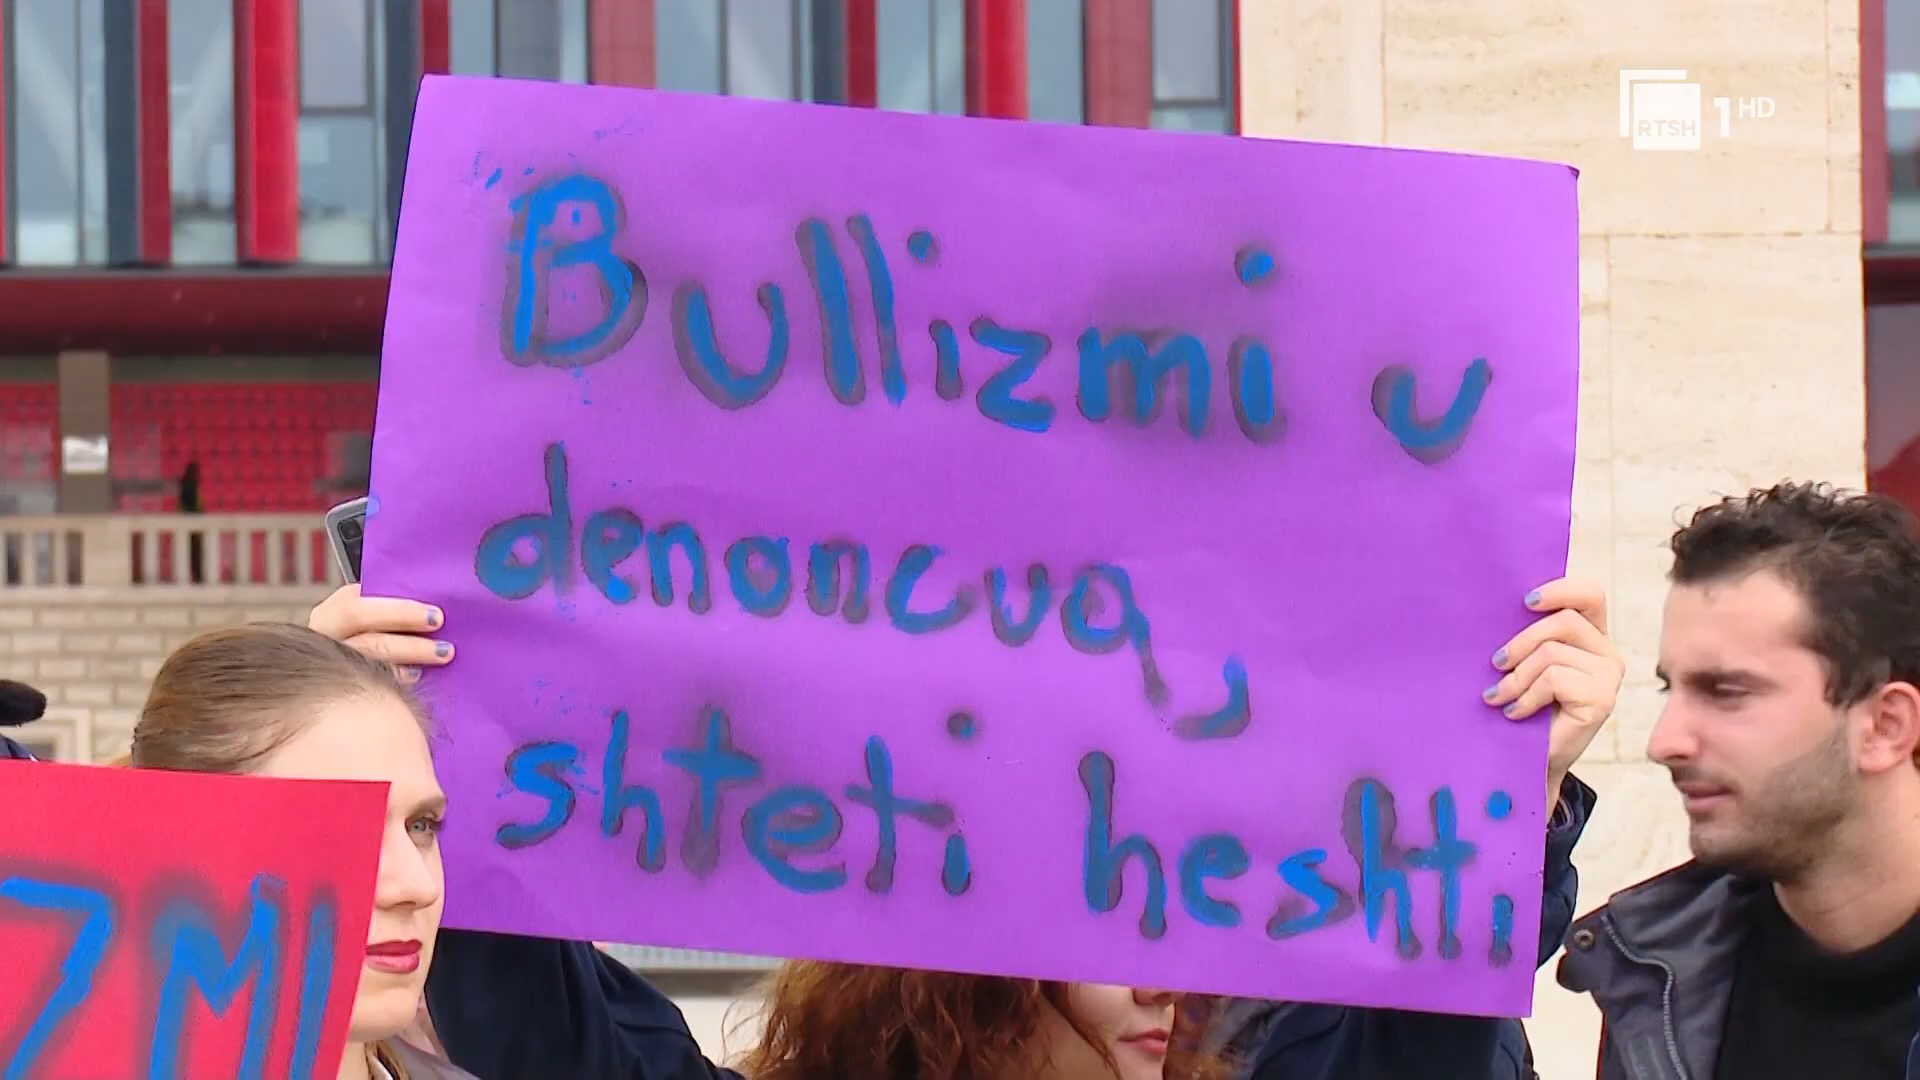 RTSH 1 HD
Bullizmi u
denoncua,
shteti heshti
ZMI